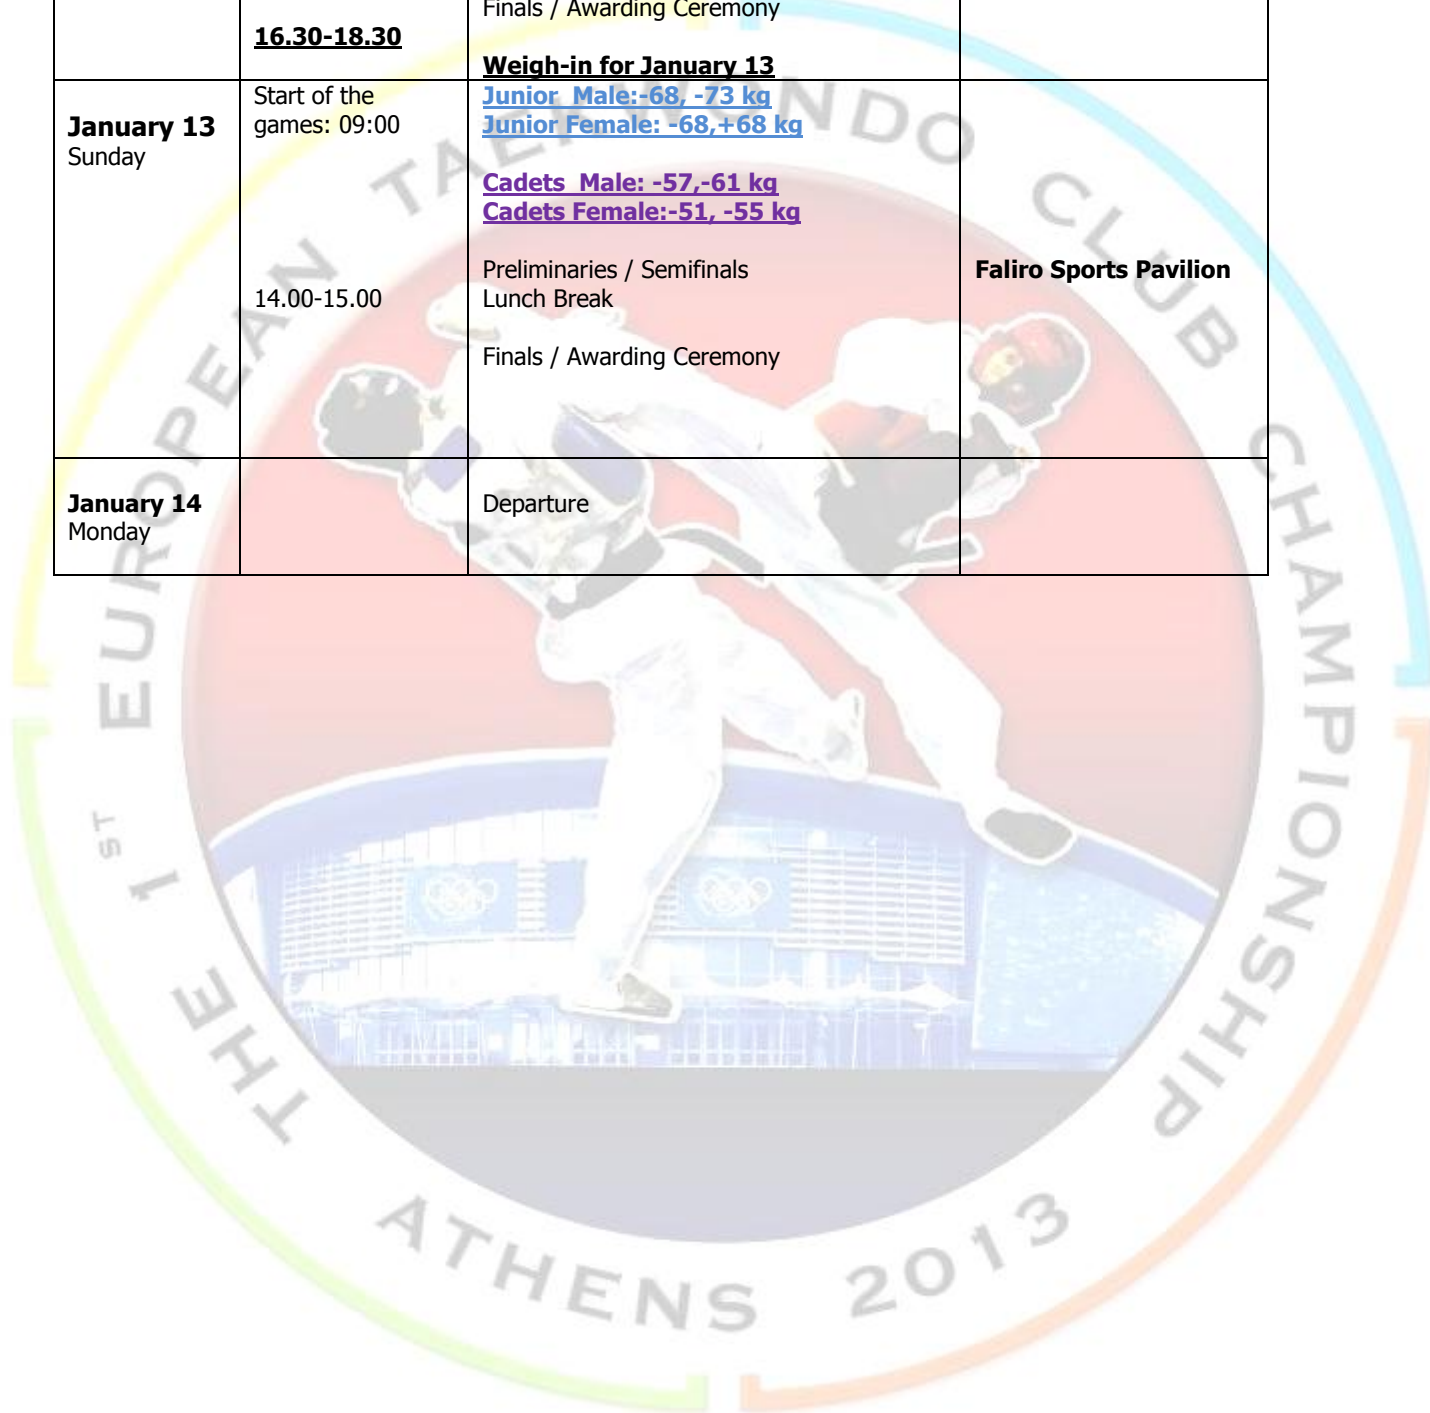 Finals / Awarding Ceremony
16.30-18.30
Weigh-in for January 13
January 13
Sunday
Start of the
games: 09:00
14.00-15.00
Junior Male:-68, -73 kg
Junior Female: -68,+68 kg
Cadets Male: -57,-61 kg
Cadets Female:-51, -55 kg
Preliminaries / Semifinals
Lunch Break
Finals / Awarding Ceremony
Faliro Sports Pavilion
January 14
Monday
Departure
THE 1ST EUROPEAN TAEKWONDO CLUB CHAMPIONSHIP
ATHENS 2013